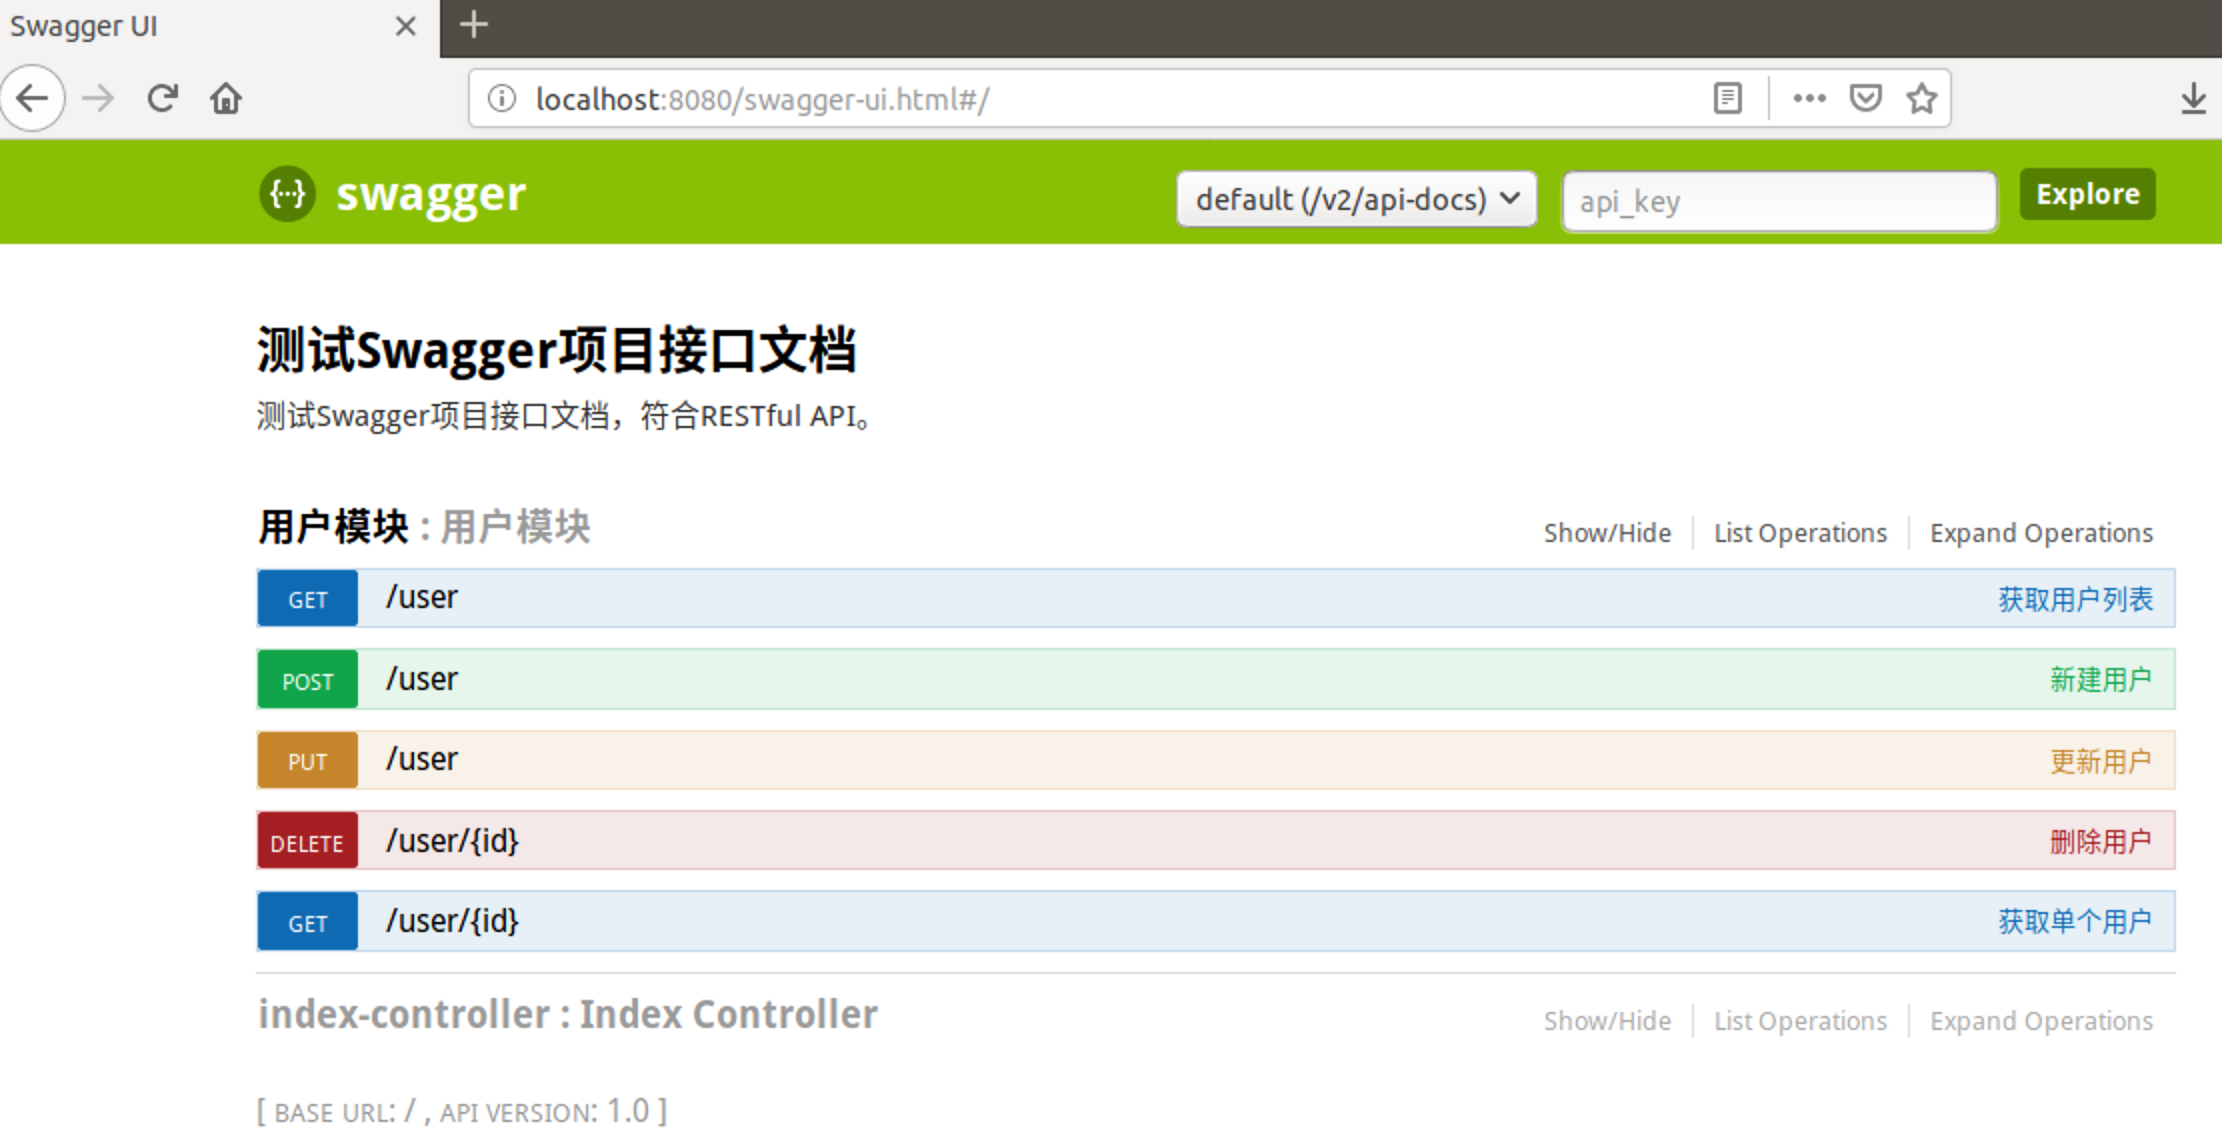 Swagger UI
localhost:8080/swagger-ui.html#/
{···} swagger default (/v2/api-docs) api_key Explore
测试Swagger项目接口文档
测试Swagger项目接口文档，符合RESTful API。
用户模块 : 用户模块 Show/Hide List Operations Expand Operations
GET /user 获取用户列表
POST /user 新建用户
PUT /user 更新用户
DELETE /user/{id} 删除用户
GET /user/{id} 获取单个用户
index-controller : Index Controller Show/Hide List Operations Expand Operations
[ BASE URL: / , API VERSION: 1.0 ]